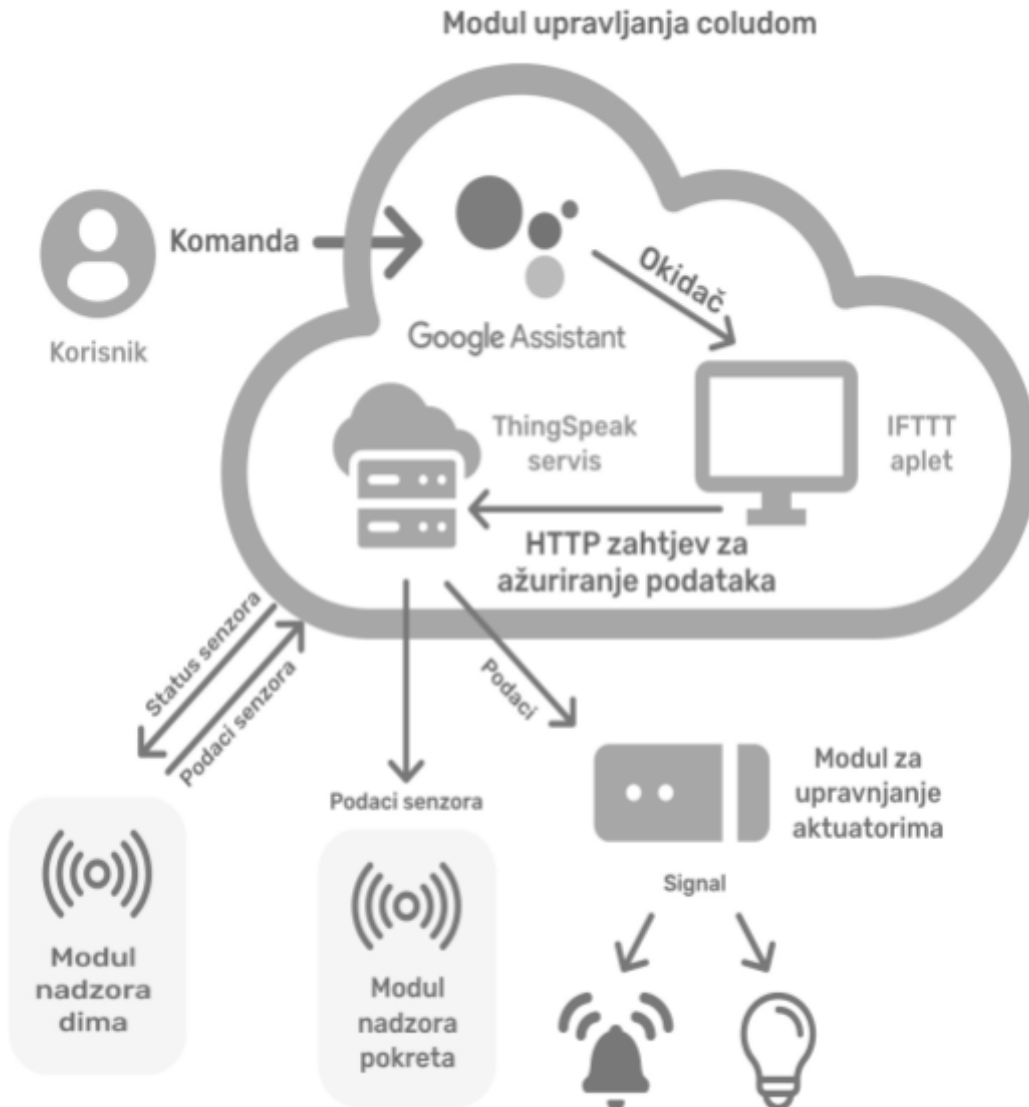 Modul upravljanja coludom
Komanda
Korisnik
Google Assistant
Okidač
ThingSpeak
servis
IFTTT
aplet
HTTP zahtjev za
ažuriranje podataka
Status senzora
Podaci senzora
Podaci
Podaci senzora
Modul za
upravnjanje
aktuatorima
Signal
Modul
nadzora
dima
Modul
nadzora
pokreta